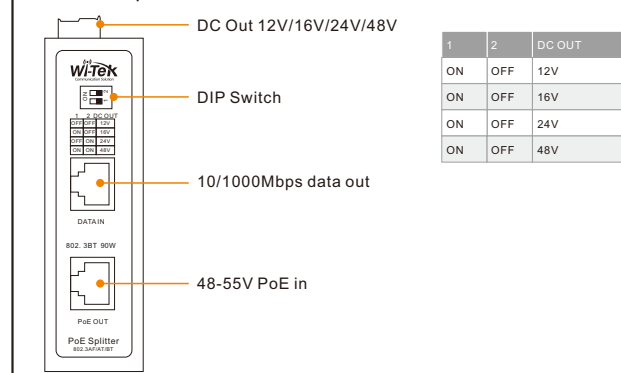 DC Out 12V/16V/24V/48V
Wi-Tek
Communication Solution
ON
1 2
DIP Switch
1 2 DC OUT
OFF OFF 12V
ON OFF 16V
OFF ON 24V
ON ON 48V
10/1000Mbps data out
DATA IN
802. 3BT 90W
48-55V PoE in
PoE OUT
PoE Splitter
802.3AF/AT/BT
1 2 DC OUT
ON OFF 12V
ON OFF 16V
ON OFF 24V
ON OFF 48V